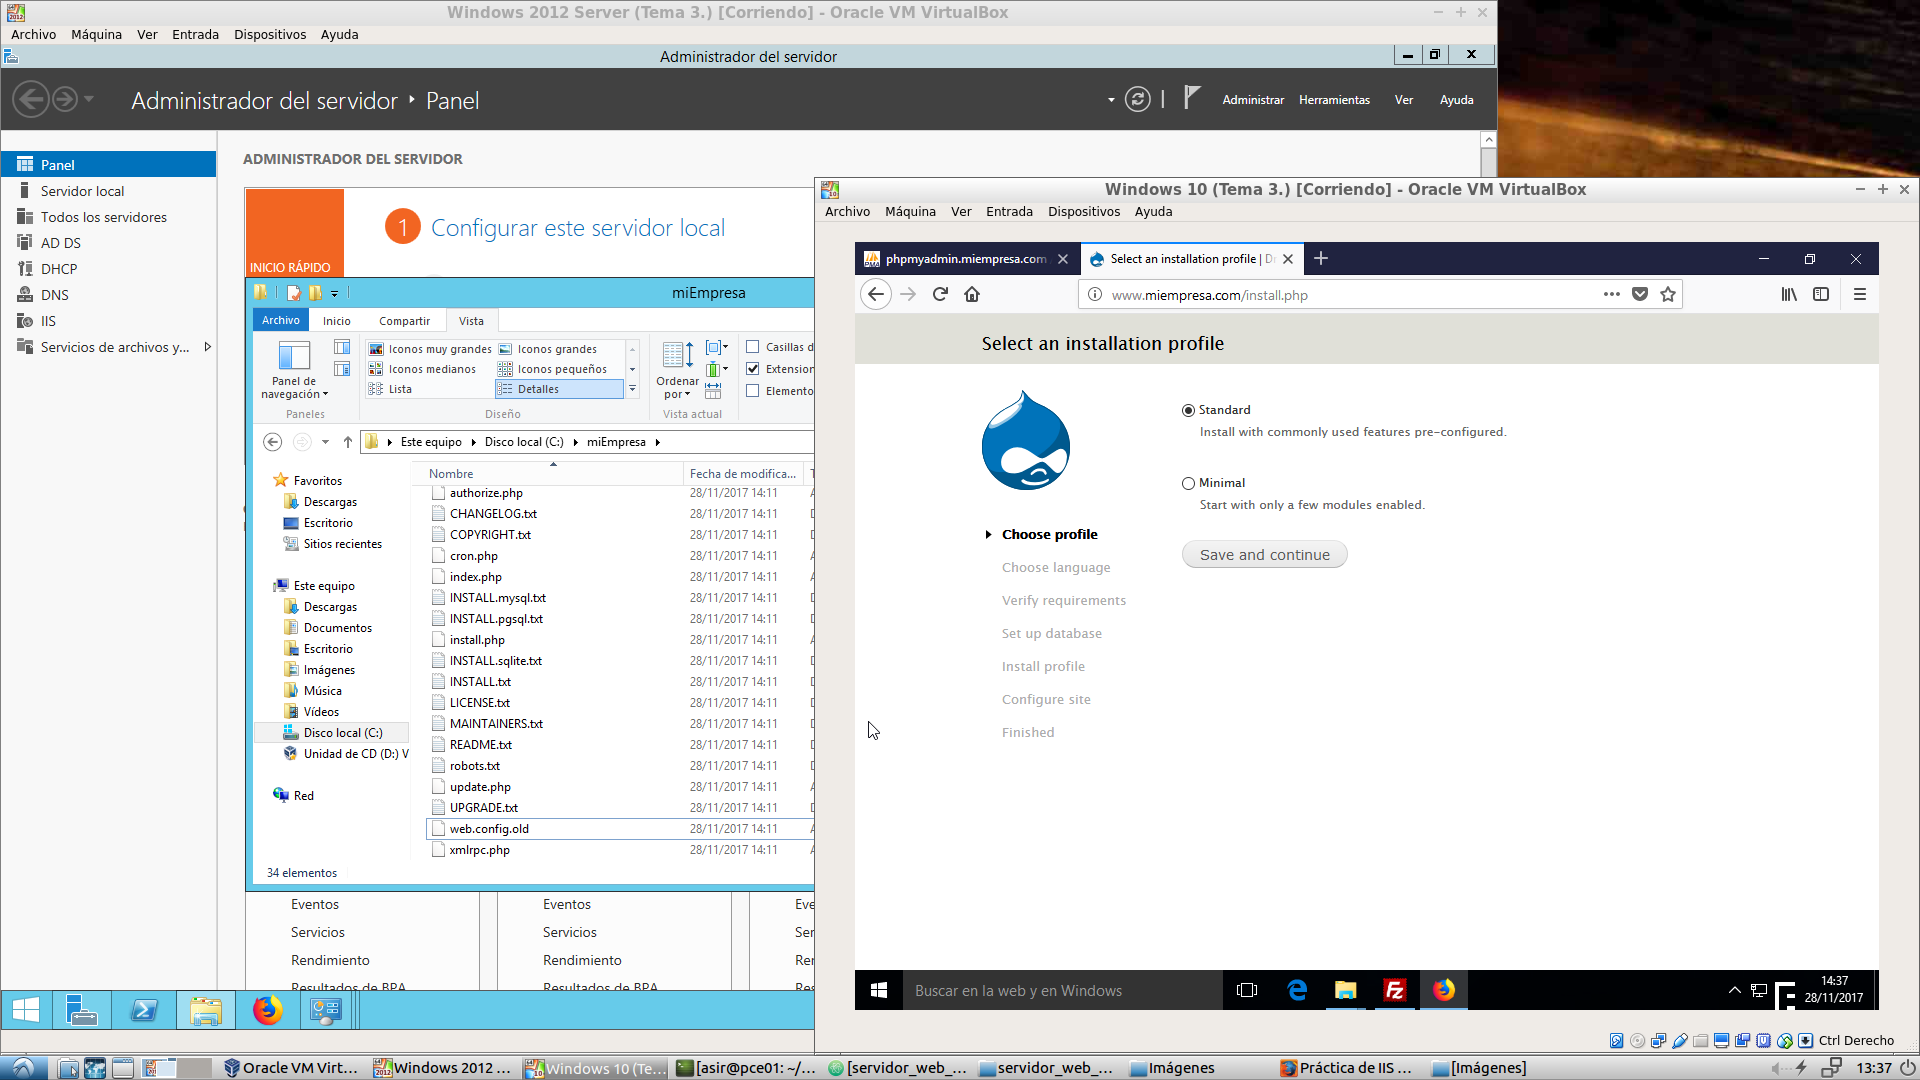 Windows 2012 Server (Tema 3.) [Corriendo] - Oracle VM VirtualBox
Archivo Máquina Ver Entrada Dispositivos Ayuda
Administrador del servidor
Administrador del servidor Panel
Administrar Herramientas Ver Ayuda
Panel
Servidor local
Todos los servidores
AD DS
DHCP
DNS
IIS
Servicios de archivos y...
ADMINISTRADOR DEL SERVIDOR
INICIO RÁPIDO
1 Configurar este servidor local
miEmpresa
Archivo Inicio Compartir Vista
Panel de navegación
Iconos muy grandes Iconos grandes
Iconos medianos Iconos pequeños
Lista Detalles
Ordenar por
Casillas d
Extension
Elemento
Paneles Diseño Vista actual
Este equipo Disco local (C:) miEmpresa
Favoritos
Descargas
Escritorio
Sitios recientes
Este equipo
Descargas
Documentos
Escritorio
Imágenes
Música
Vídeos
Disco local (C:)
Unidad de CD (D:) V
Red
Nombre Fecha de modifica...
authorize.php 28/11/2017 14:11
CHANGELOG.txt 28/11/2017 14:11
COPYRIGHT.txt 28/11/2017 14:11
cron.php 28/11/2017 14:11
index.php 28/11/2017 14:11
INSTALL.mysql.txt 28/11/2017 14:11
INSTALL.pgsql.txt 28/11/2017 14:11
install.php 28/11/2017 14:11
INSTALL.sqlite.txt 28/11/2017 14:11
INSTALL.txt 28/11/2017 14:11
LICENSE.txt 28/11/2017 14:11
MAINTAINERS.txt 28/11/2017 14:11
README.txt 28/11/2017 14:11
robots.txt 28/11/2017 14:11
update.php 28/11/2017 14:11
UPGRADE.txt 28/11/2017 14:11
web.config.old 28/11/2017 14:11
xmlrpc.php 28/11/2017 14:11
34 elementos
Eventos Eventos Eve
Servicios Servicios Ser
Rendimiento Rendimiento Rer
Resultados de BPA Resultados de BPA
Windows 10 (Tema 3.) [Corriendo] - Oracle VM VirtualBox
Archivo Máquina Ver Entrada Dispositivos Ayuda
phpmyadmin.miempresa.com Select an installation profile | D
www.miempresa.com/install.php
Select an installation profile
Choose profile
Choose language
Verify requirements
Set up database
Install profile
Configure site
Finished
Standard
Install with commonly used features pre-configured.
Minimal
Start with only a few modules enabled.
Save and continue
Buscar en la web y en Windows
14:37
28/11/2017
Ctrl Derecho
Oracle VM Virt... Windows 2012 ... Windows 10 (Te... [asir@pce01: ~/... [servidor_web_... servidor_web_... Imágenes Práctica de IIS ... [Imágenes] 13:37